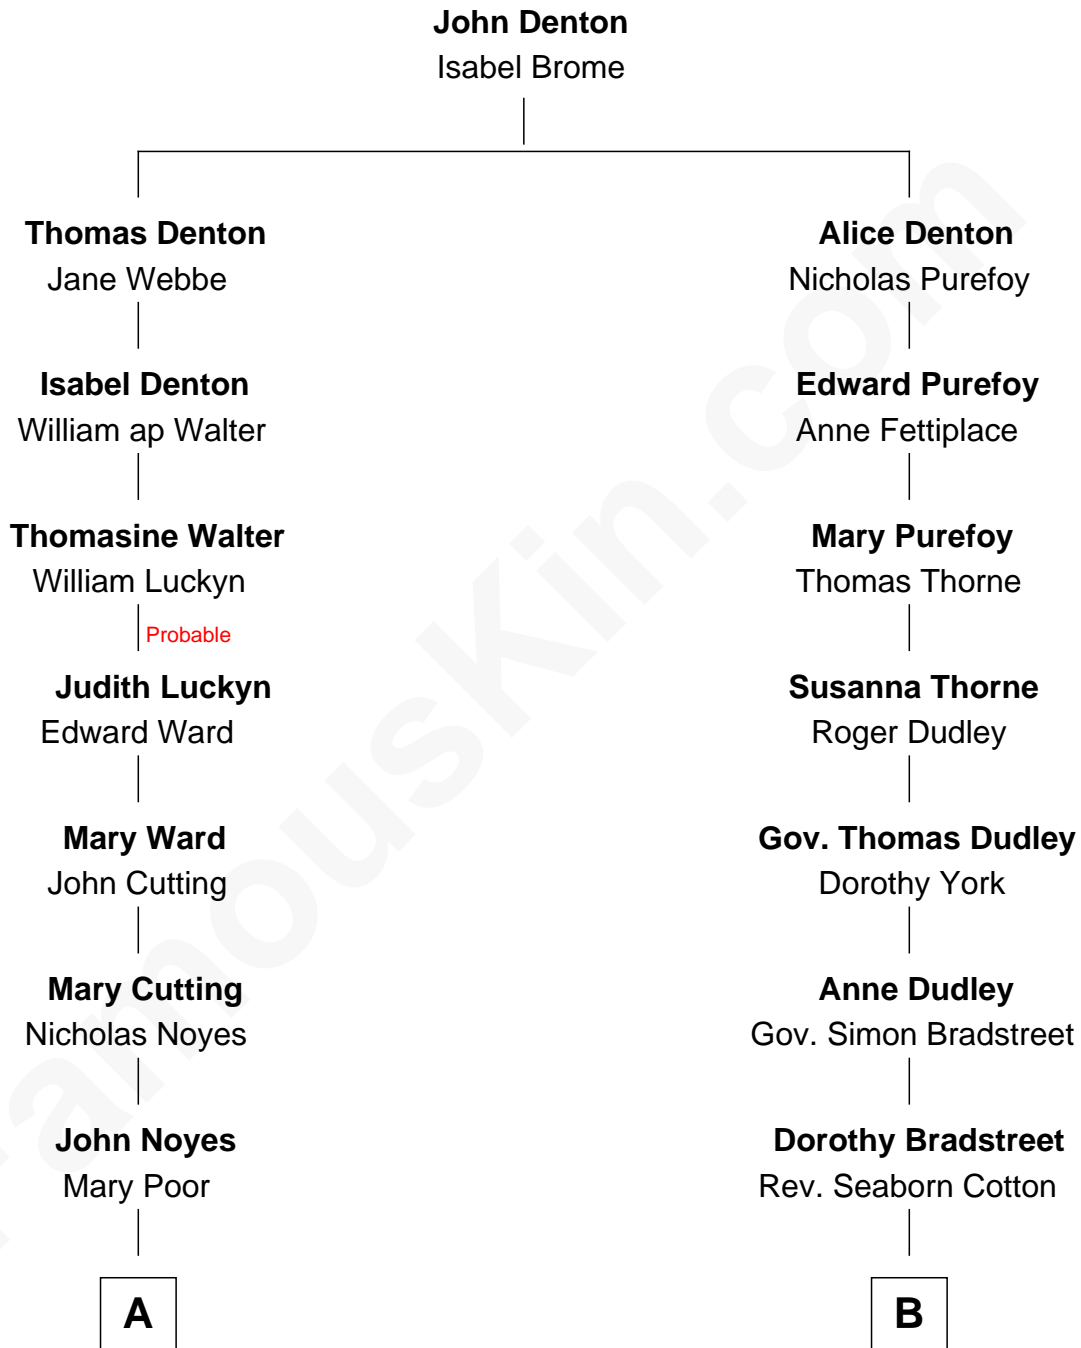 John Denton
Isabel Brome
Thomas Denton
Jane Webbe
Isabel Denton
William ap Walter
Thomasine Walter
William Luckyn
Probable
Judith Luckyn
Edward Ward
Mary Ward
John Cutting
Mary Cutting
Nicholas Noyes
John Noyes
Mary Poor
A
Alice Denton
Nicholas Purefoy
Edward Purefoy
Anne Fettiplace
Mary Purefoy
Thomas Thorne
Susanna Thorne
Roger Dudley
Gov. Thomas Dudley
Dorothy York
Anne Dudley
Gov. Simon Bradstreet
Dorothy Bradstreet
Rev. Seaborn Cotton
B
FamousKin.com